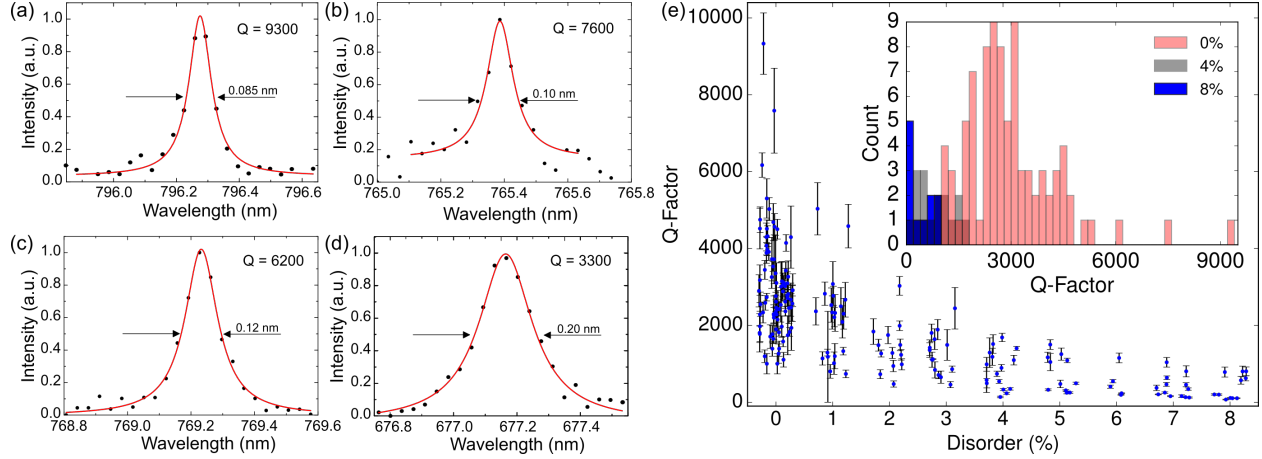 (a)
Q = 9300
0.085 nm
Intensity (a.u.)
1.0
0.8
0.6
0.4
0.2
0.0
796.0 796.2 796.4 796.6
Wavelength (nm)
(b)
Q = 7600
0.10 nm
Intensity (a.u.)
1.0
0.8
0.6
0.4
0.2
0.0
765.0 765.2 765.4 765.6 765.8
Wavelength (nm)
(c)
Q = 6200
0.12 nm
Intensity (a.u.)
1.0
0.8
0.6
0.4
0.2
0.0
768.8 769.0 769.2 769.4 769.6
Wavelength (nm)
(d)
Q = 3300
0.20 nm
Intensity (a.u.)
1.0
0.8
0.6
0.4
0.2
0.0
676.8 677.0 677.2 677.4
Wavelength (nm)
(e)
Q-Factor
10000
8000
6000
4000
2000
0
0 1 2 3 4 5 6 7 8
Disorder (%)
Count
9
8
7
6
5
4
3
2
1
0
0 3000 6000 9000
Q-Factor
0%
4%
8%